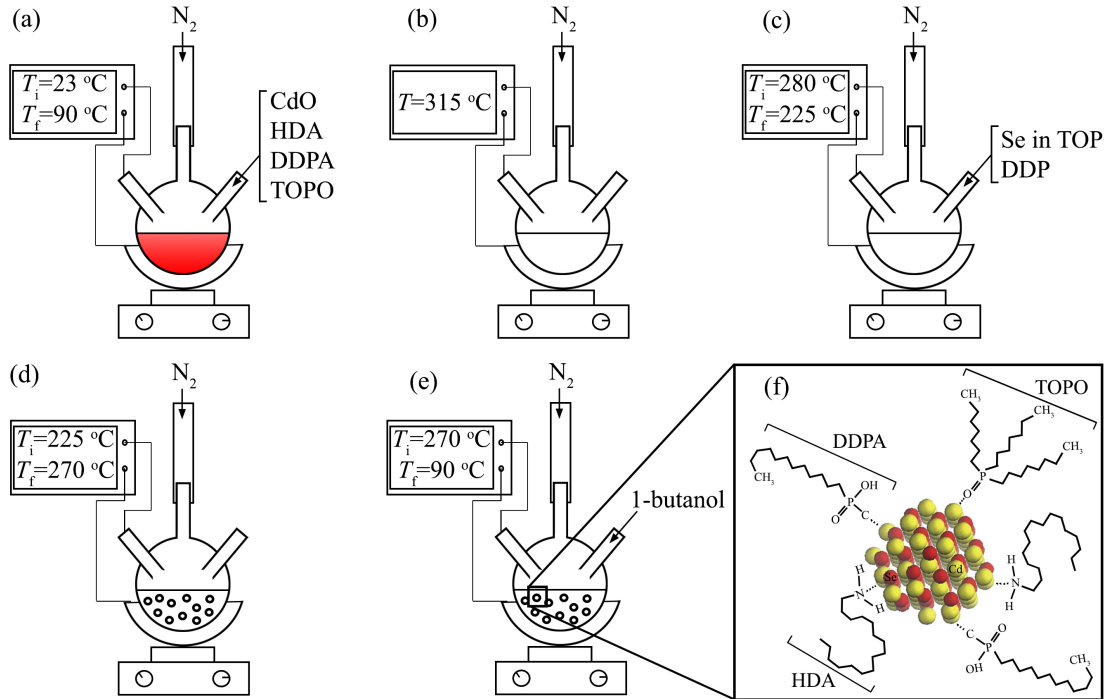 (a)
N2
Ti=23 °C
Tf=90 °C
CdO
HDA
DDPA
TOPO
(b)
N2
T=315 °C
(c)
N2
Ti=280 °C
Tf=225 °C
Se in TOP
DDP
(d)
N2
Ti=225 °C
Tf=270 °C
(e)
N2
Ti=270 °C
Tf=90 °C
1-butanol
(f)
TOPO
CH3
CH3
CH3
P
O
DDPA
CH3
OH
P
O
C
Se
Cd
H
N
H
H
N
H
HDA
C
O
P
OH
CH3